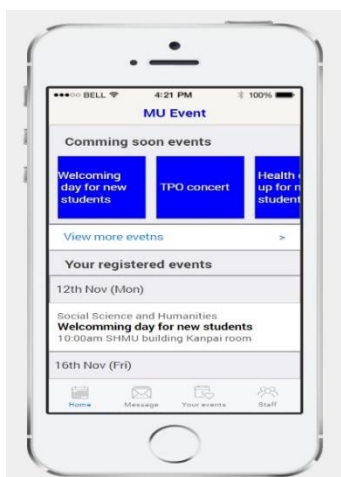 BELL 4:21 PM 100%
MU Event
Comming soon events
Welcoming
day for new
students
TPO concert
Health
up for
student
View more evetns >
Your registered events
12th Nov (Mon)
Social Science and Humanities
Welcomming day for new students
10:00am SHMU building Kanpai room
16th Nov (Fri)
Home Message Your events Staff